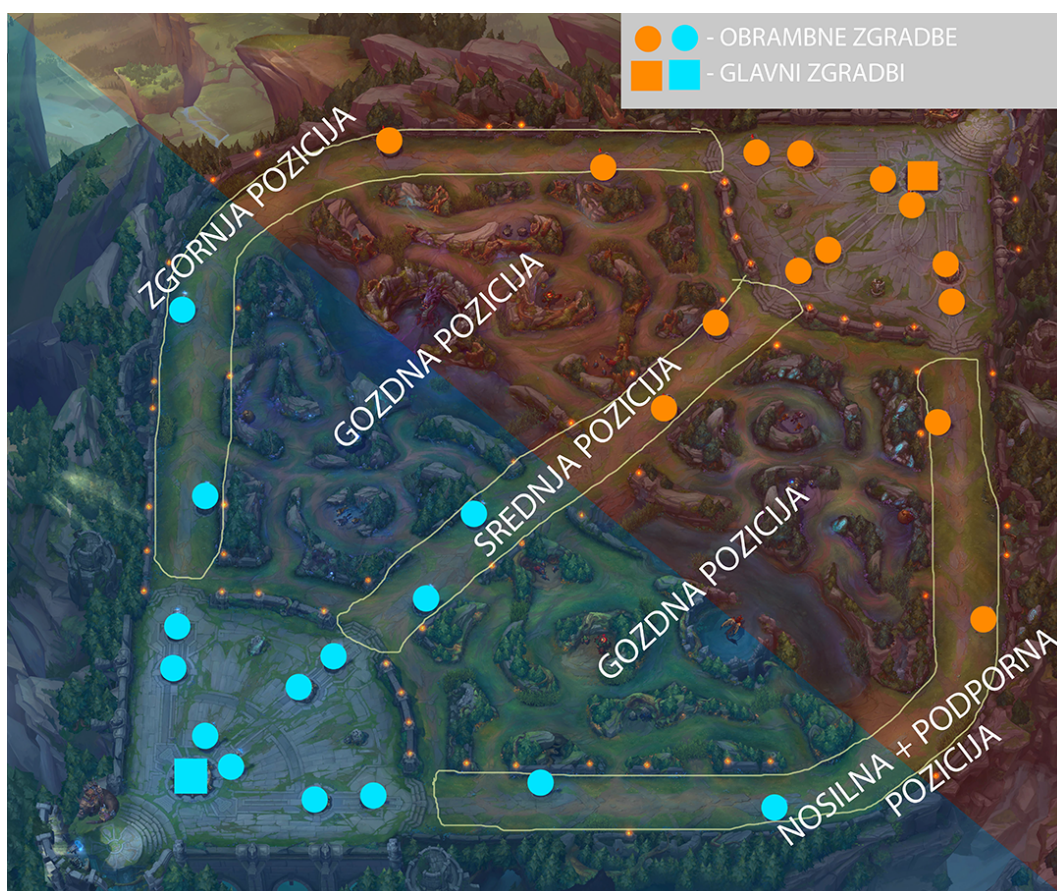 - OBRAMBNE ZGRADBE
- GLAVNI ZGRADBI
ZGORNJA POZICIJA
GOZDNA POZICIJA
SREDNJA POZICIJA
GOZDNA POZICIJA
NOSILNA + PODPORNA
POZICIJA